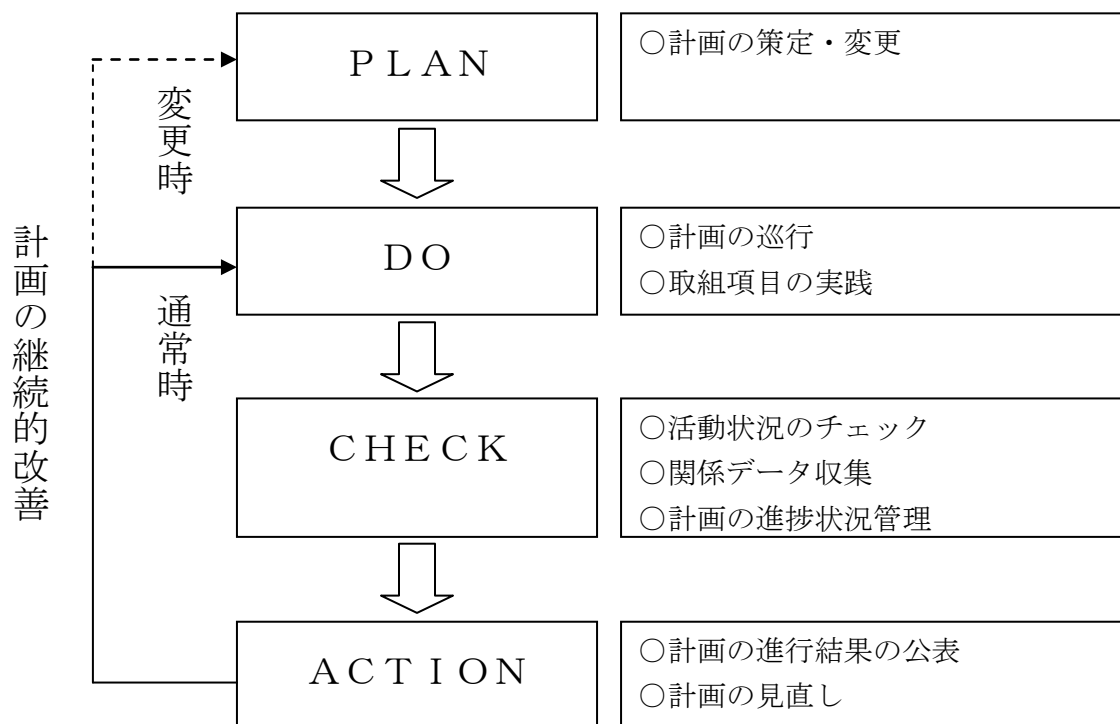 ＰＬＡＮ
○計画の策定・変更
変更時
ＤＯ
○計画の巡行
○取組項目の実践
通常時
計画の継続的改善
ＣＨＥＣＫ
○活動状況のチェック
○関係データ収集
○計画の進捗状況管理
ＡＣＴＩＯＮ
○計画の進行結果の公表
○計画の見直し